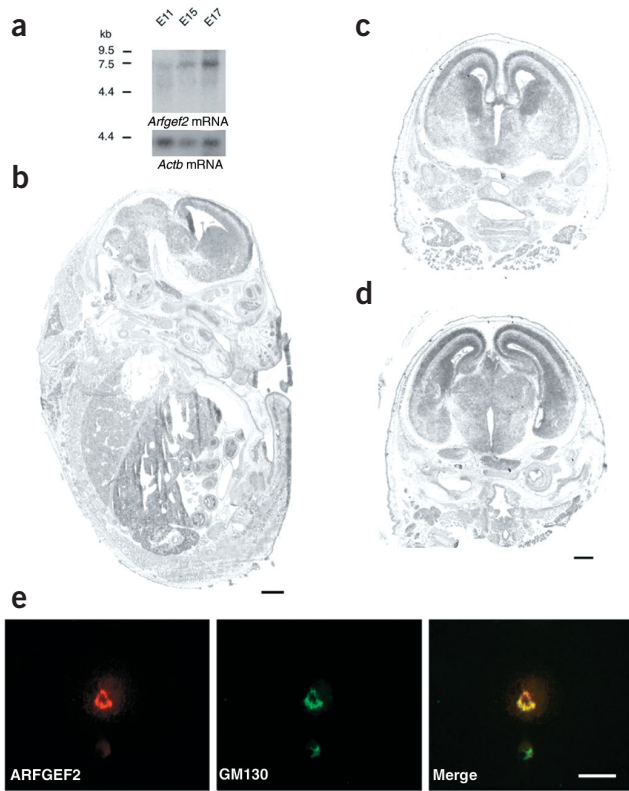 a
E11 E15 E17
kb
9.5
7.5
4.4
Arfgef2 mRNA
4.4
Actb mRNA
b
c
d
e
ARFGEF2
GM130
Merge